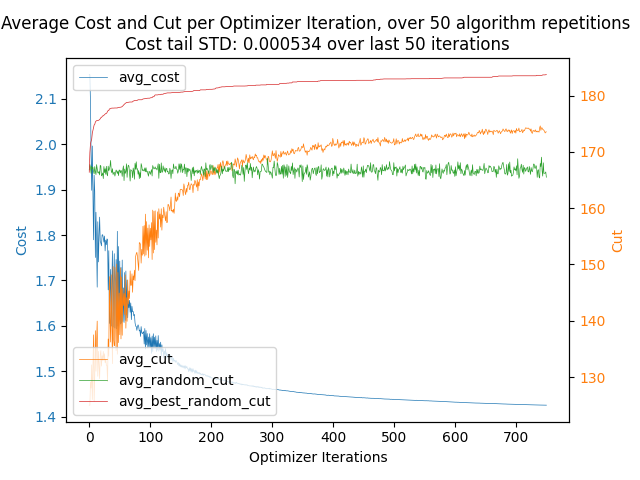 Average Cost and Cut per Optimizer Iteration, over 50 algorithm repetitions
Cost tail STD: 0.000534 over last 50 iterations
avg_cost
2.1
2.0
1.9
1.8
1.7
1.6
1.5
1.4
Cost
180
170
160
150
140
130
Cut
avg_cut
avg_random_cut
avg_best_random_cut
0 100 200 300 400 500 600 700
Optimizer Iterations